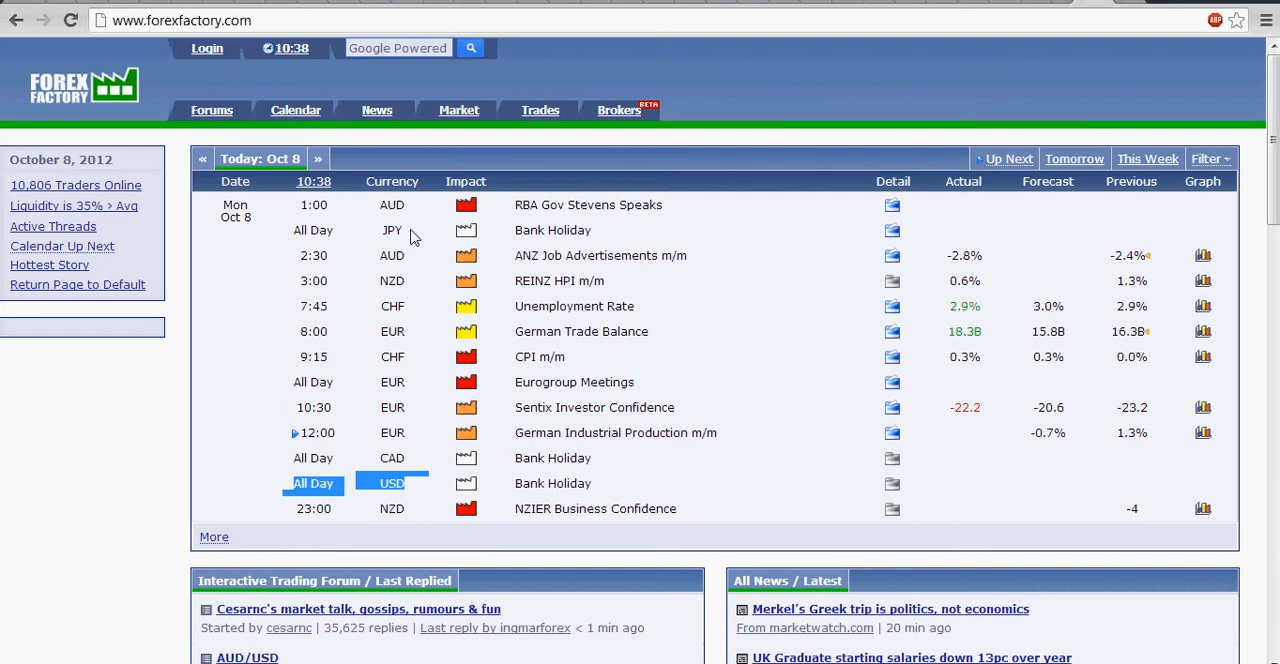 www.forexfactory.com ABP
Login 10:38 Google Powered
FOREX
FACTORY
Forums Calendar News Market Trades Brokers BETA
October 8, 2012
10,806 Traders Online
Liquidity is 35% > Avg
Active Threads
Calendar Up Next
Hottest Story
Return Page to Default
« Today: Oct 8 » Up Next Tomorrow This Week Filter
Date 10:38 Currency Impact Detail Actual Forecast Previous Graph
Mon
Oct 8
1:00 AUD RBA Gov Stevens Speaks
All Day JPY Bank Holiday
2:30 AUD ANZ Job Advertisements m/m -2.8% -2.4%
3:00 NZD REINZ HPI m/m 0.6% 1.3%
7:45 CHF Unemployment Rate 2.9% 3.0% 2.9%
8:00 EUR German Trade Balance 18.3B 15.8B 16.3B
9:15 CHF CPI m/m 0.3% 0.3% 0.0%
All Day EUR Eurogroup Meetings
10:30 EUR Sentix Investor Confidence -22.2 -20.6 -23.2
12:00 EUR German Industrial Production m/m -0.7% 1.3%
All Day CAD Bank Holiday
All Day USD Bank Holiday
23:00 NZD NZIER Business Confidence -4
More
Interactive Trading Forum / Last Replied
Cesarnc's market talk, gossips, rumours & fun
Started by cesarnc | 35,625 replies | Last reply by ingmarforex < 1 min ago
AUD/USD
All News / Latest
Merkel's Greek trip is politics, not economics
From marketwatch.com | 20 min ago
UK Graduate starting salaries down 13pc over year